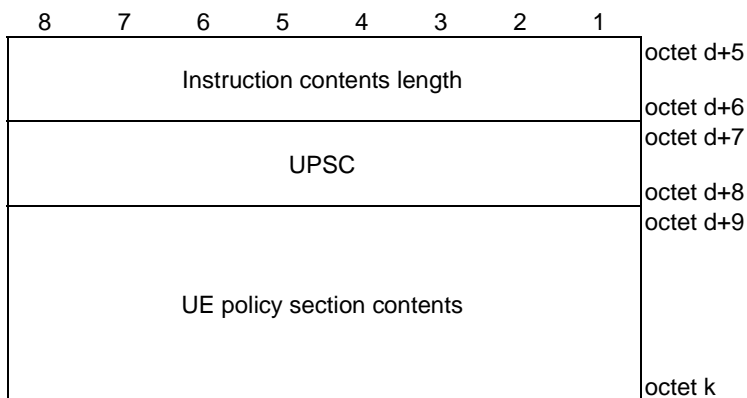 8 7 6 5 4 3 2 1
octet d+5
Instruction contents length
octet d+6
octet d+7
UPSC
octet d+8
octet d+9
UE policy section contents
octet k